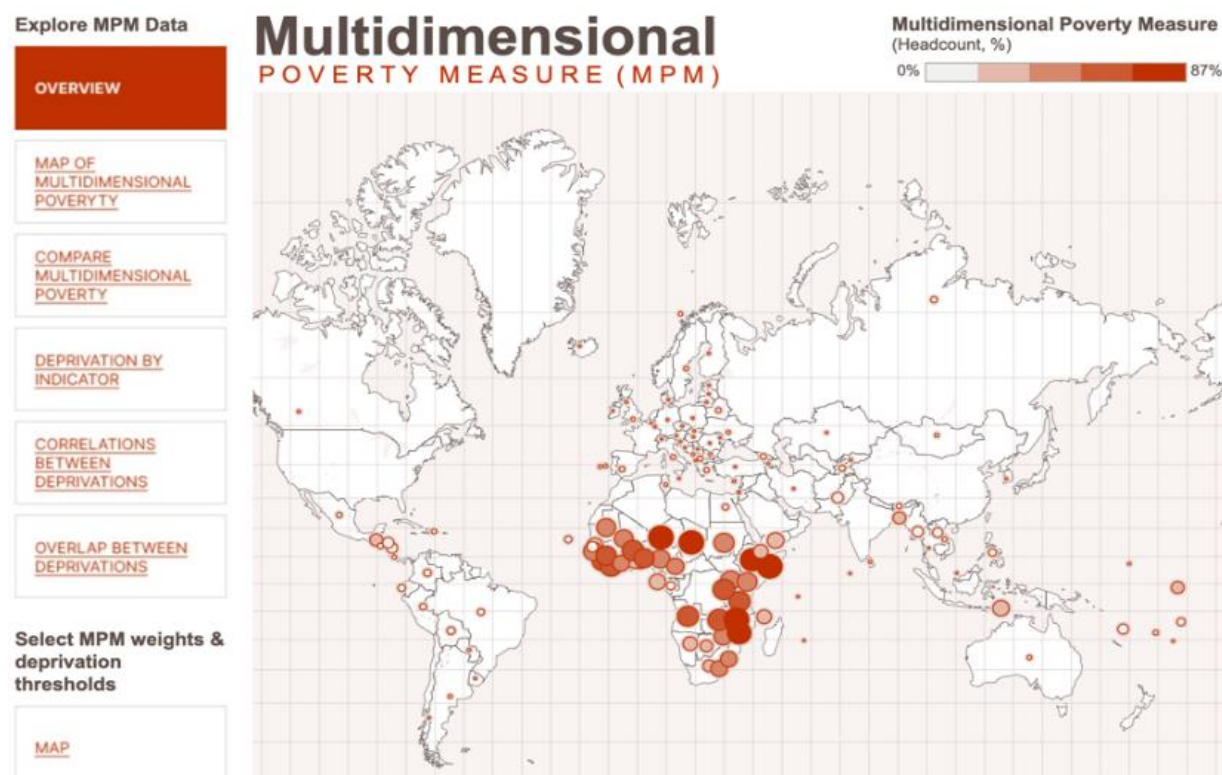 Explore MPM Data
OVERVIEW
MAP OF
MULTIDIMENSIONAL
POVERYTY
COMPARE
MULTIDIMENSIONAL
POVERTY
DEPRIVATION BY
INDICATOR
CORRELATIONS
BETWEEN
DEPRIVATIONS
OVERLAP BETWEEN
DEPRIVATIONS
Select MPM weights &
deprivation
thresholds
MAP
Multidimensional
POVERTY MEASURE (MPM)
Multidimensional Poverty Measure
(Headcount, %)
0% 87%